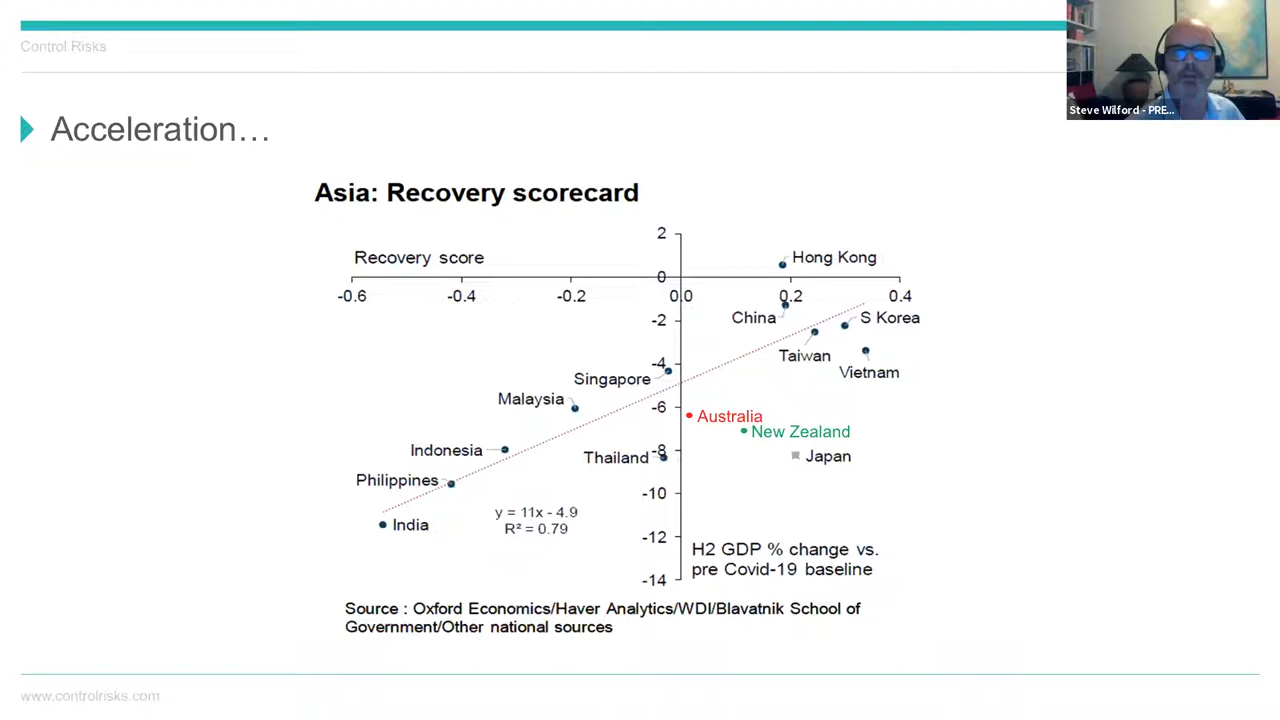 Control Risks
Steve Wilford - PRE...
Acceleration…
Asia: Recovery scorecard
2
Recovery score
Hong Kong
0
-0.6
-0.4
-0.2
0.0
0.2
0.4
China
S Korea
-2
Taiwan
-4
Vietnam
Singapore
Malaysia
-6
Australia
New Zealand
Indonesia
Thailand
-8
Japan
Philippines
-10
y = 11x - 4.9
India
R² = 0.79
-12
H2 GDP % change vs.
pre Covid-19 baseline
-14
Source : Oxford Economics/Haver Analytics/WDI/Blavatnik School of
Government/Other national sources
www.controlrisks.com